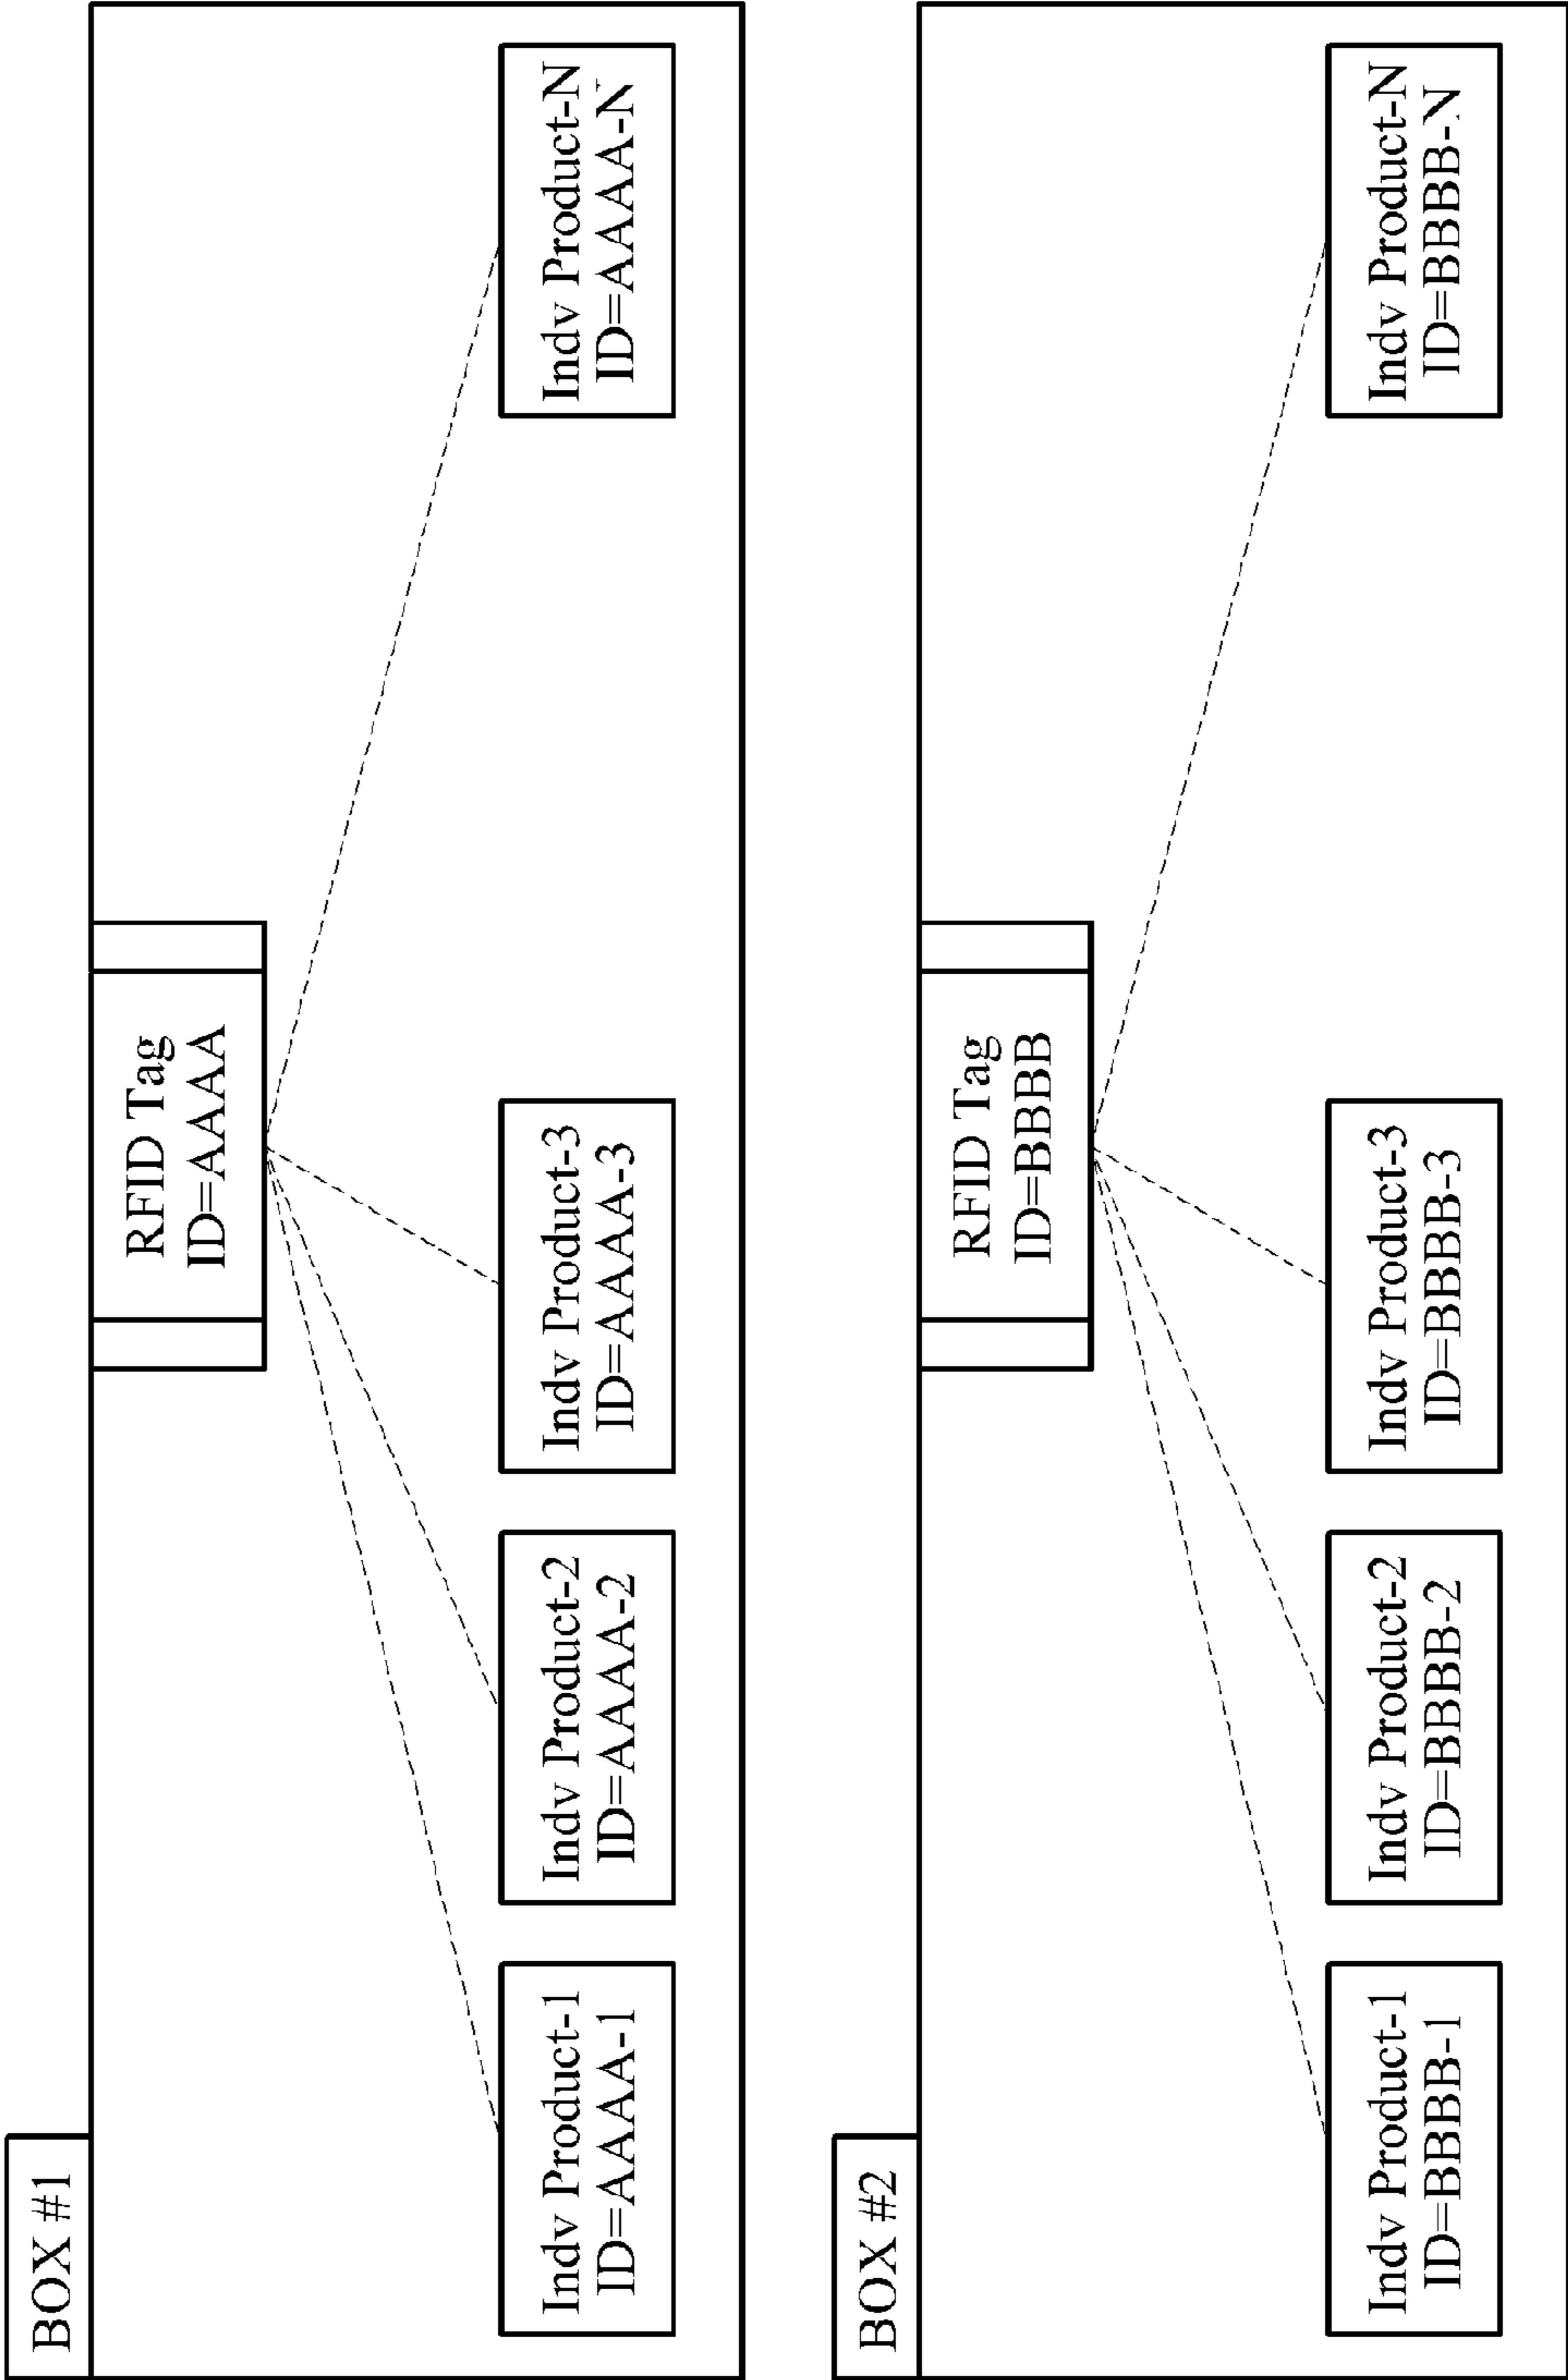 BOX #1
RFID Tag
ID=AAAA
Indv Product-1
ID=AAAA-1
Indv Product-2
ID=AAAA-2
Indv Product-3
ID=AAAA-3
Indv Product-N
ID=AAAA-N
BOX #2
RFID Tag
ID=BBBB
Indv Product-1
ID=BBBB-1
Indv Product-2
ID=BBBB-2
Indv Product-3
ID=BBBB-3
Indv Product-N
ID=BBBB-N